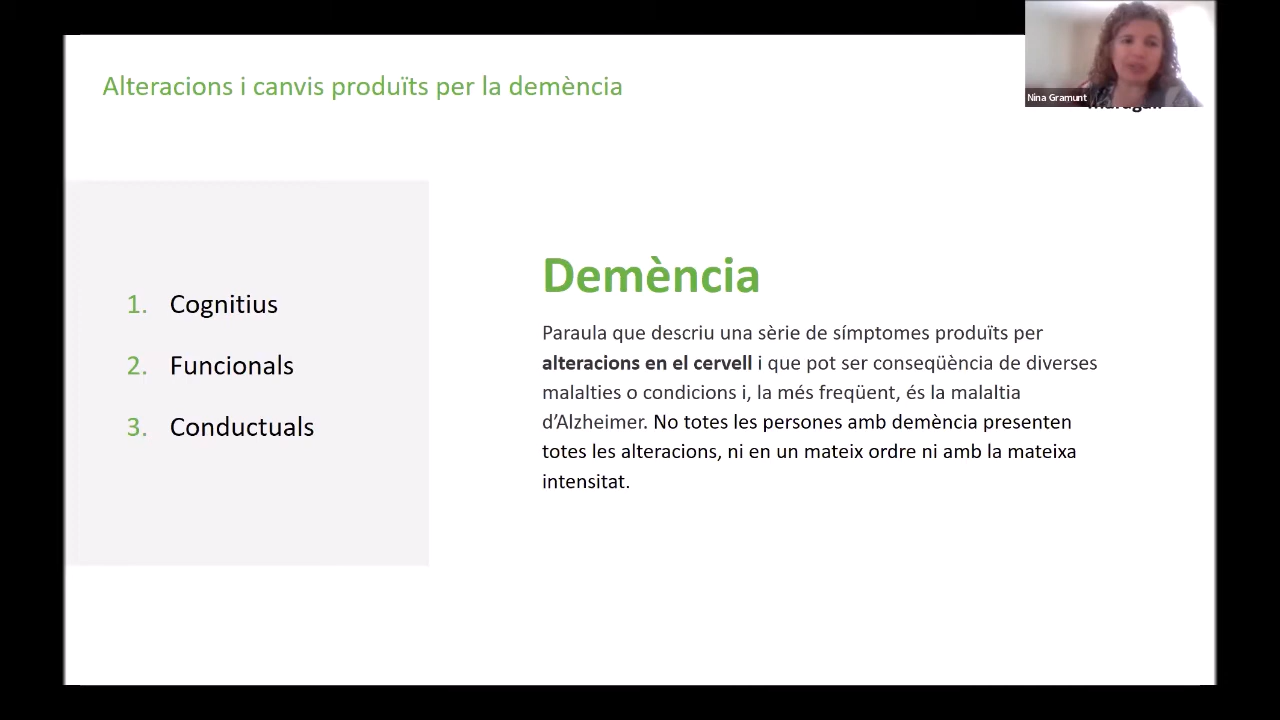 Alteracions i canvis produïts per la demència
Nina Gramunt
1. Cognitius
2. Funcionals
3. Conductuals
Demència
Paraula que descriu una sèrie de símptomes produïts per
alteracions en el cervell i que pot ser conseqüència de diverses
malalties o condicions i, la més freqüent, és la malaltia
d’Alzheimer. No totes les persones amb demència presenten
totes les alteracions, ni en un mateix ordre ni amb la mateixa
intensitat.